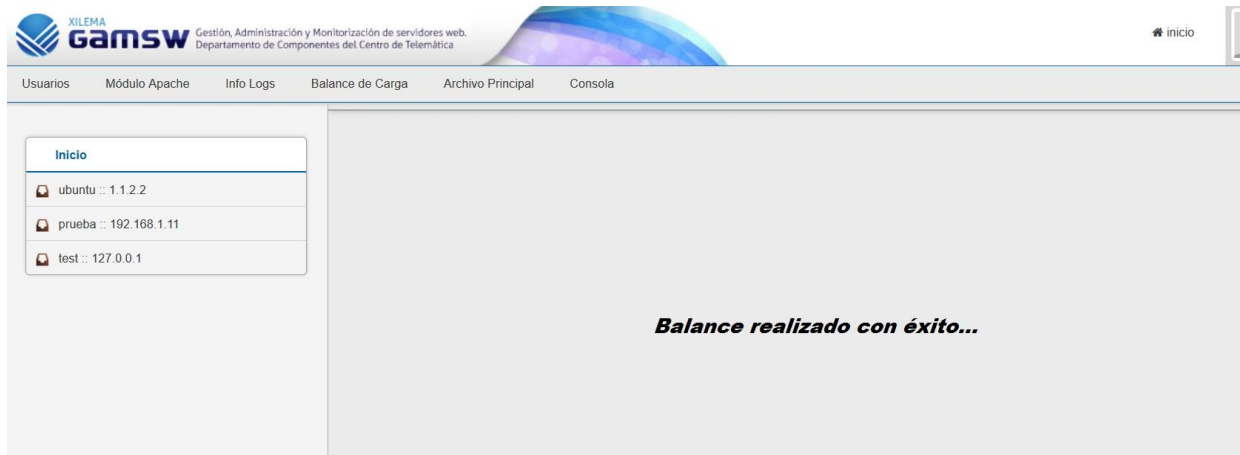 XILEMA
Gamsw
Gestión, Administración y Monitorización de servidores web.
Departamento de Componentes del Centro de Telemática
inicio
Usuarios Módulo Apache Info Logs Balance de Carga Archivo Principal Consola
Inicio
ubuntu :: 1.1.2.2
prueba :: 192.168.1.11
test :: 127.0.0.1
Balance realizado con éxito...